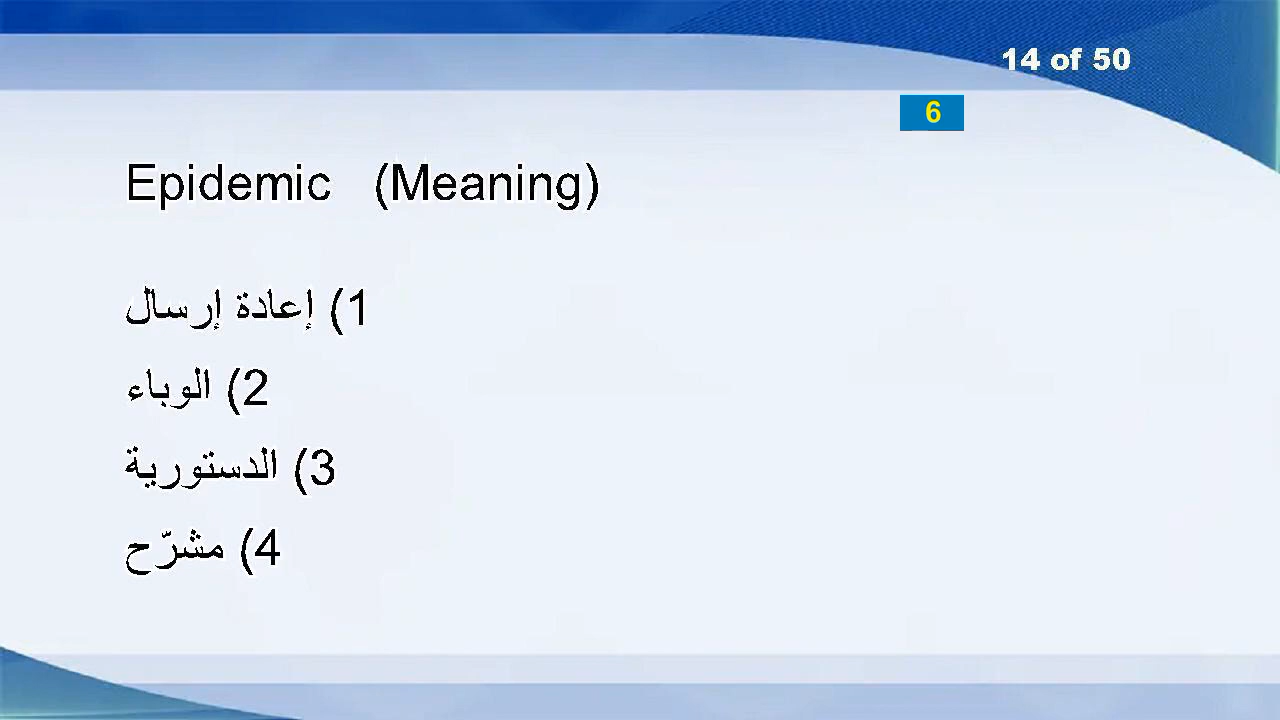 14 of 50
6
Epidemic (Meaning)
1) إعادة إرسال
2) الوباء
3) الدستورية
4) مشرّح